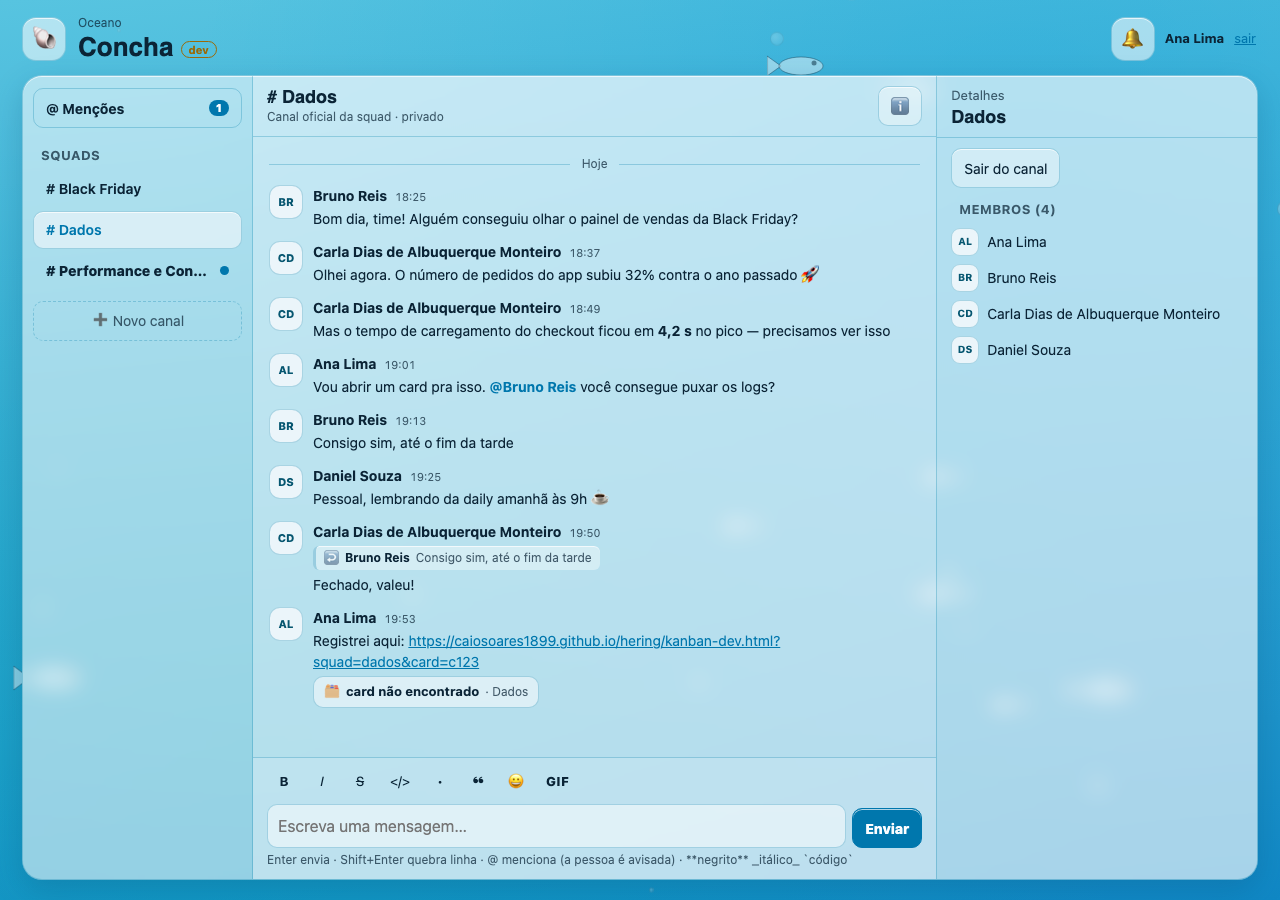 Oceano
Concha dev
Ana Lima sair
@ Menções 1
SQUADS
# Black Friday
# Dados
# Performance e Con...
➕ Novo canal
# Dados
Canal oficial da squad · privado
Hoje
BR Bruno Reis 18:25
Bom dia, time! Alguém conseguiu olhar o painel de vendas da Black Friday?
CD Carla Dias de Albuquerque Monteiro 18:37
Olhei agora. O número de pedidos do app subiu 32% contra o ano passado 🚀
CD Carla Dias de Albuquerque Monteiro 18:49
Mas o tempo de carregamento do checkout ficou em 4,2 s no pico — precisamos ver isso
AL Ana Lima 19:01
Vou abrir um card pra isso. @Bruno Reis você consegue puxar os logs?
BR Bruno Reis 19:13
Consigo sim, até o fim da tarde
DS Daniel Souza 19:25
Pessoal, lembrando da daily amanhã às 9h ☕
CD Carla Dias de Albuquerque Monteiro 19:50
↩️ Bruno Reis Consigo sim, até o fim da tarde
Fechado, valeu!
AL Ana Lima 19:53
Registrei aqui: https://caiosoares1899.github.io/hering/kanban-dev.html?
squad=dados&card=c123
card não encontrado · Dados
B I S </> • ❝ 😀 GIF
Escreva uma mensagem...
Enviar
Enter envia · Shift+Enter quebra linha · @ menciona (a pessoa é avisada) · **negrito** _itálico_ `código`
Detalhes
Dados
Sair do canal
MEMBROS (4)
AL Ana Lima
BR Bruno Reis
CD Carla Dias de Albuquerque Monteiro
DS Daniel Souza